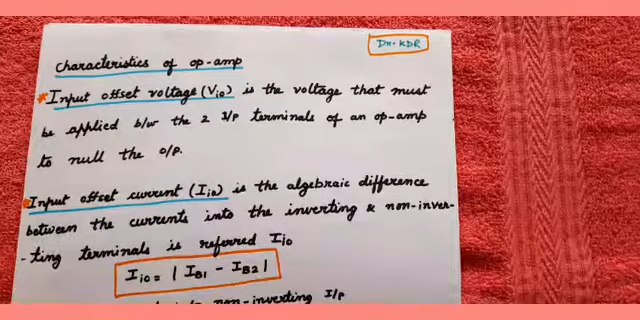 Dr. KDR
Characteristics of op-amp
*Input offset voltage (Vio) is the voltage that must
be applied b/w the 2 I/p terminals of an op-amp
to null the o/p.
*Input offset current (Iio) is the algebraic difference
between the currents into the inverting & non-inver-
-ting terminals is referred Iio
Iio = | IB1 - IB2 |
non-inverting I/p